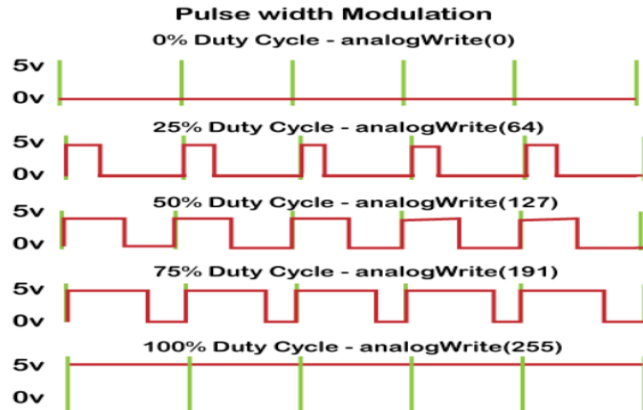 Pulse width Modulation
0% Duty Cycle - analogWrite(0)
5v
0v
25% Duty Cycle - analogWrite(64)
5v
0v
50% Duty Cycle - analogWrite(127)
5v
0v
75% Duty Cycle - analogWrite(191)
5v
0v
100% Duty Cycle - analogWrite(255)
5v
0v